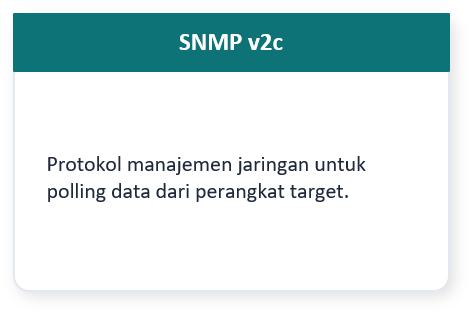 SNMP v2c
Protokol manajemen jaringan untuk
polling data dari perangkat target.